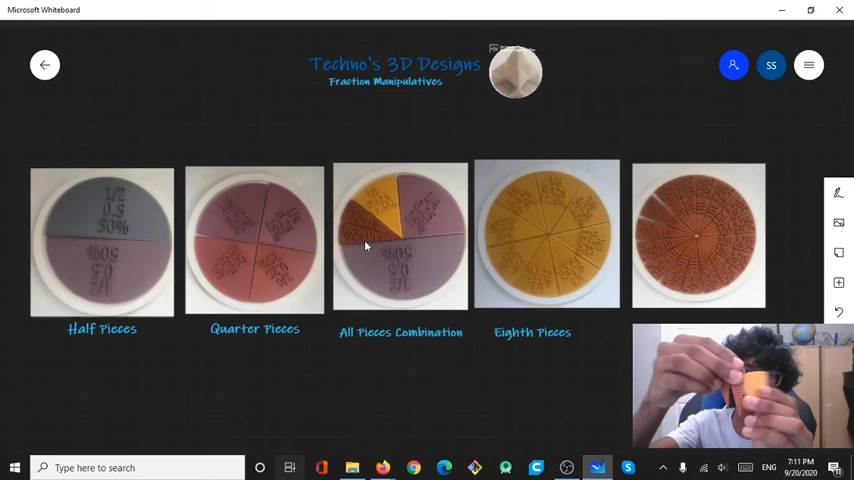 Microsoft Whiteboard
Techno's 3D Designs
Fraction Manipulatives
SS
1/2
0.5
50%
50%
0.5
1/2
50%
0.5
1/2
Half Pieces
Quarter Pieces
All Pieces Combination
Eighth Pieces
Type here to search
ENG
7:11 PM
9/20/2020